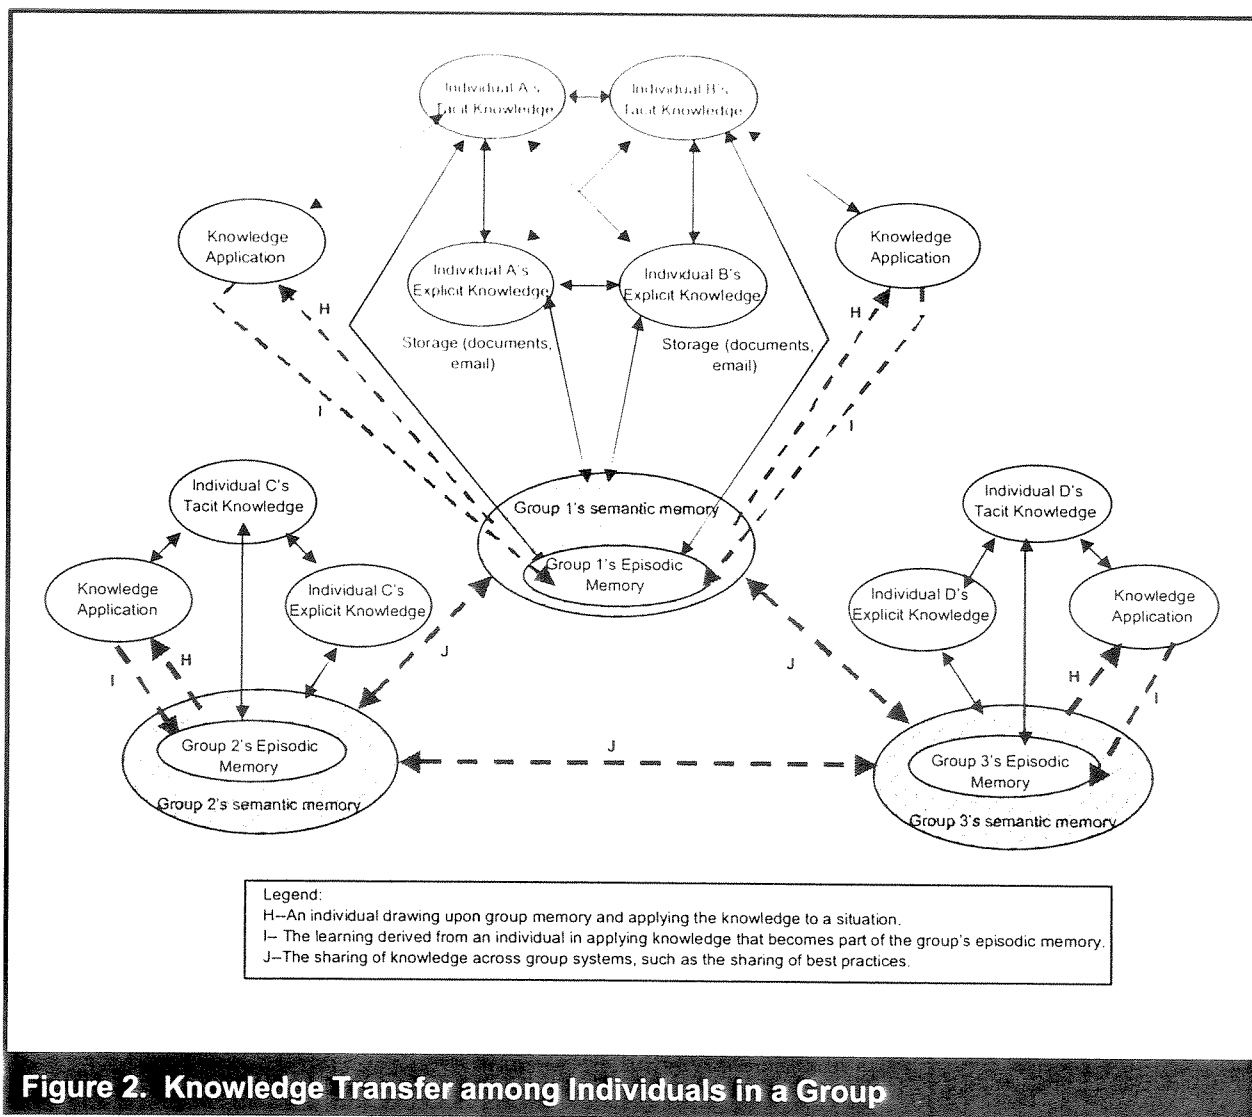 Individual A's
Tacit Knowledge
Individual B's
Tacit Knowledge
Knowledge
Application
Knowledge
Application
Individual A's
Explicit Knowledge
Individual B's
Explicit Knowledge
H
H
Storage (documents,
email)
Storage (documents,
email)
I
I
Individual C's
Tacit Knowledge
Individual D's
Tacit Knowledge
Group 1's semantic memory
Group 1's Episodic
Memory
Knowledge
Application
Individual C's
Explicit Knowledge
Individual D's
Explicit Knowledge
Knowledge
Application
J
J
H
I
H
I
Group 2's Episodic
Memory
Group 2's semantic memory
J
Group 3's Episodic
Memory
Group 3's semantic memory
Legend:
H--An individual drawing upon group memory and applying the knowledge to a situation.
I-- The learning derived from an individual in applying knowledge that becomes part of the group's episodic memory.
J--The sharing of knowledge across group systems, such as the sharing of best practices.
Figure 2. Knowledge Transfer among Individuals in a Group